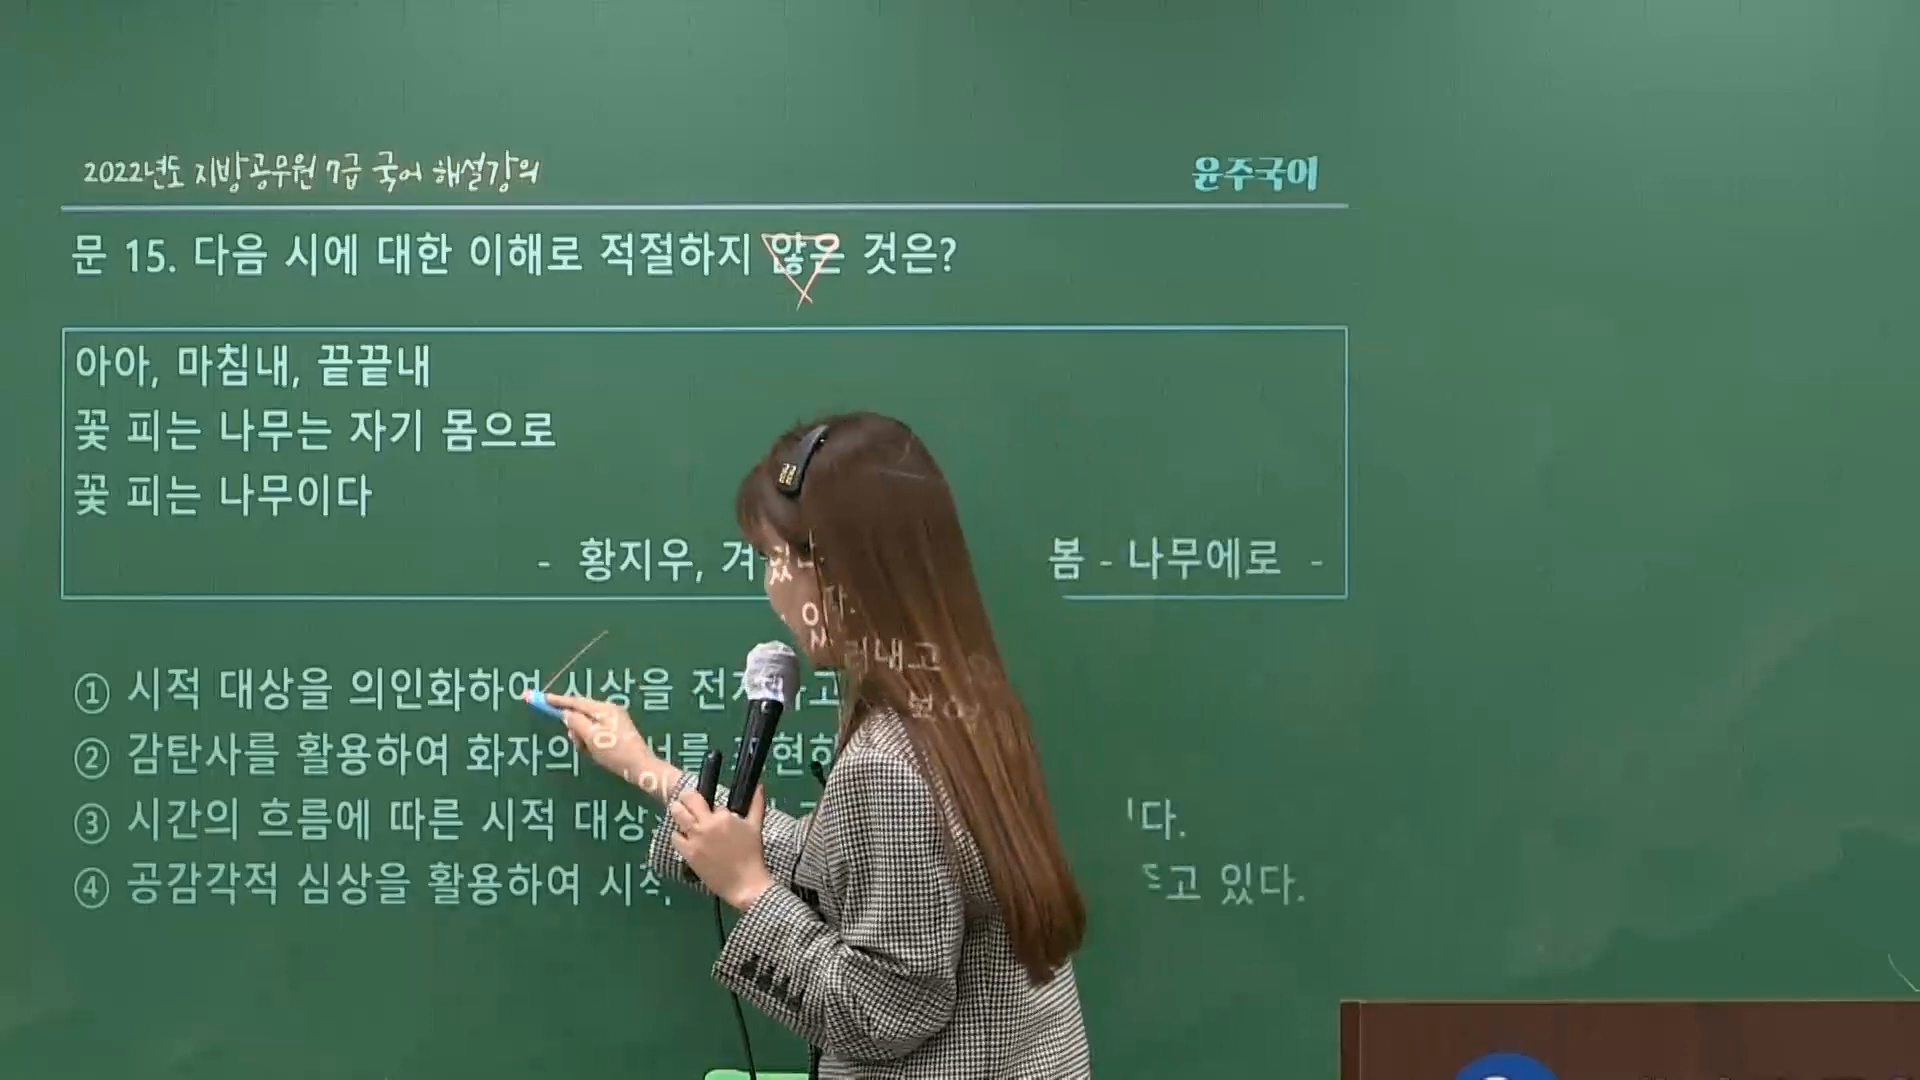 2022년도 지방공무원 7급 국어 해설강의
윤주국어
문 15. 다음 시에 대한 이해로 적절하지 않은 것은?
아아, 마침내, 끝끝내
꽃 피는 나무는 자기 몸으로
꽃 피는 나무이다
- 황지우, 겨 봄 - 나무에로 -
① 시적 대상을 의인화하여 시상을
② 감탄사를 활용하여 화자의
③ 시간의 흐름에 따른 시적 대상
④ 공감각적 심상을 활용하여 있다.